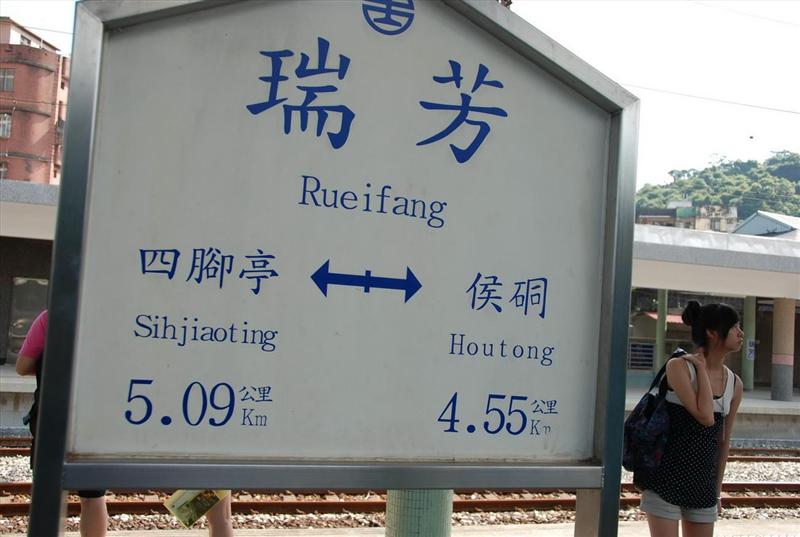 瑞芳
Rueifang
四腳亭
侯硐
Sihjiaoting
Houtong
5.09 公里 Km
4.55 公里 Km